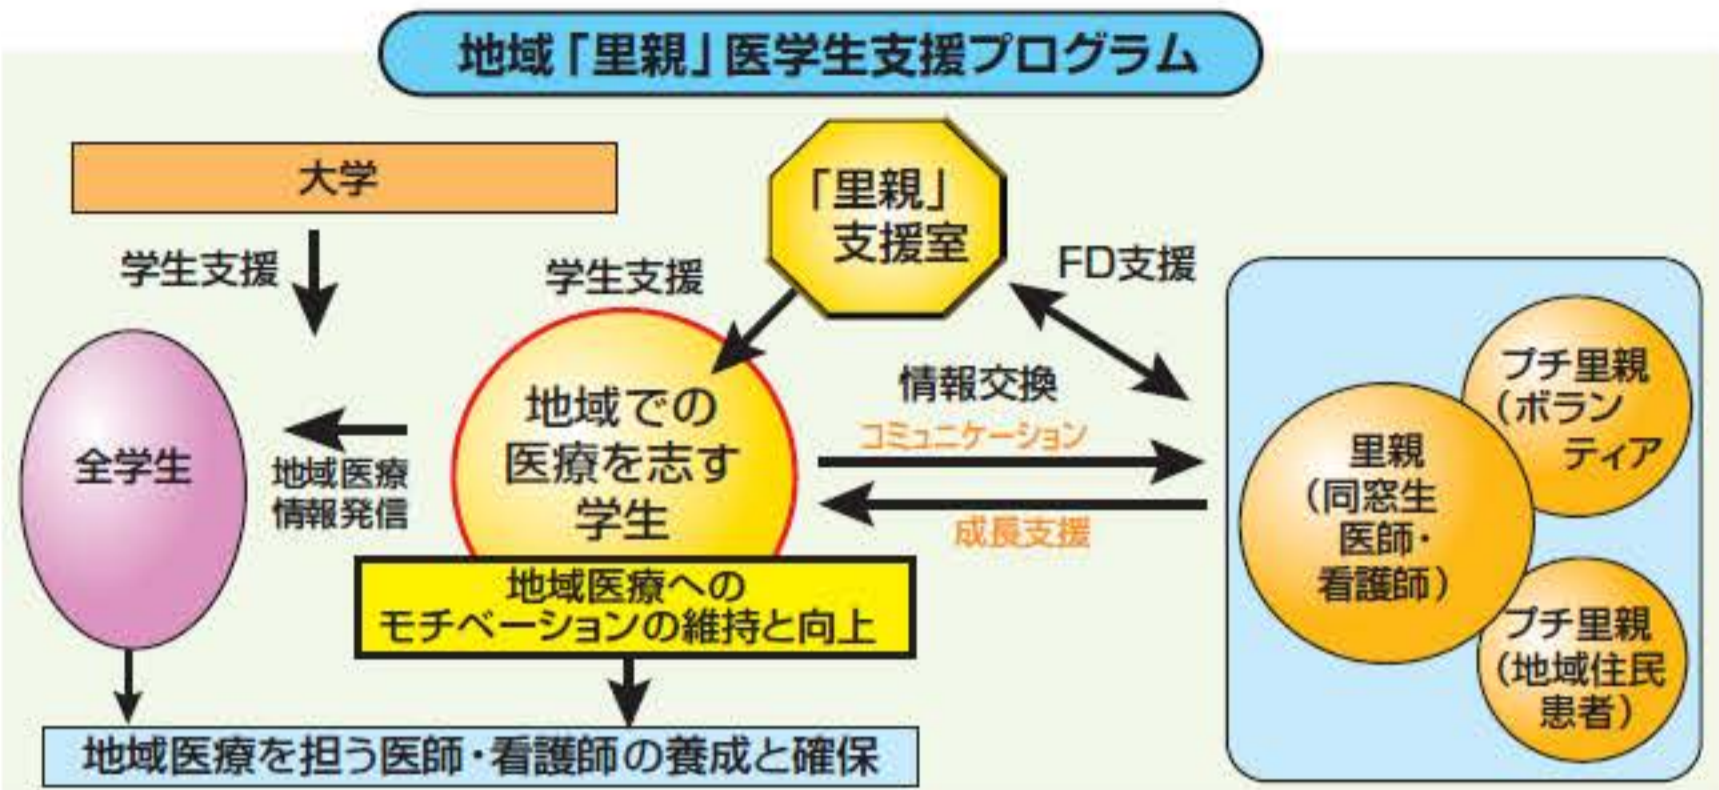 地域「里親」医学生支援プログラム
大学
「里親」
支援室
学生支援
学生支援
FD支援
全学生
地域医療
情報発信
地域での
医療を志す
学生
情報交換
コミュニケーション
成長支援
プチ里親
(ボラン
ティア
里親
(同窓生
医師・
看護師)
プチ里親
(地域住民
患者)
地域医療への
モチベーションの維持と向上
地域医療を担う医師・看護師の養成と確保